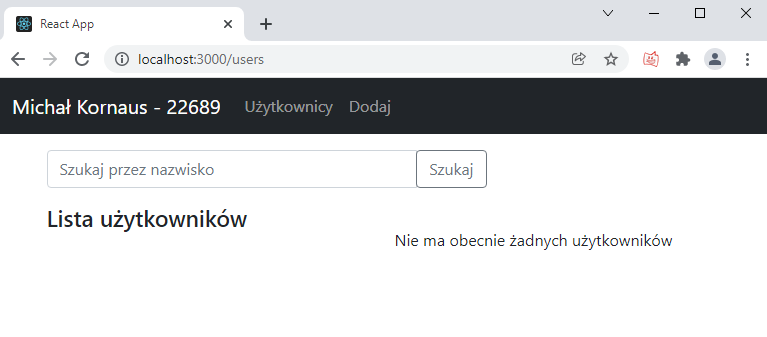 React App
localhost:3000/users
Michał Kornaus - 22689 Użytkownicy Dodaj
Szukaj przez nazwisko Szukaj
Lista użytkowników
Nie ma obecnie żadnych użytkowników